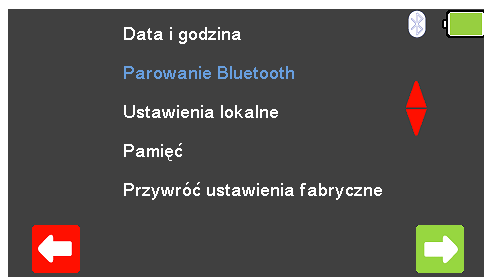 Data i godzina
Parowanie Bluetooth
Ustawienia lokalne
Pamięć
Przywróć ustawienia fabryczne